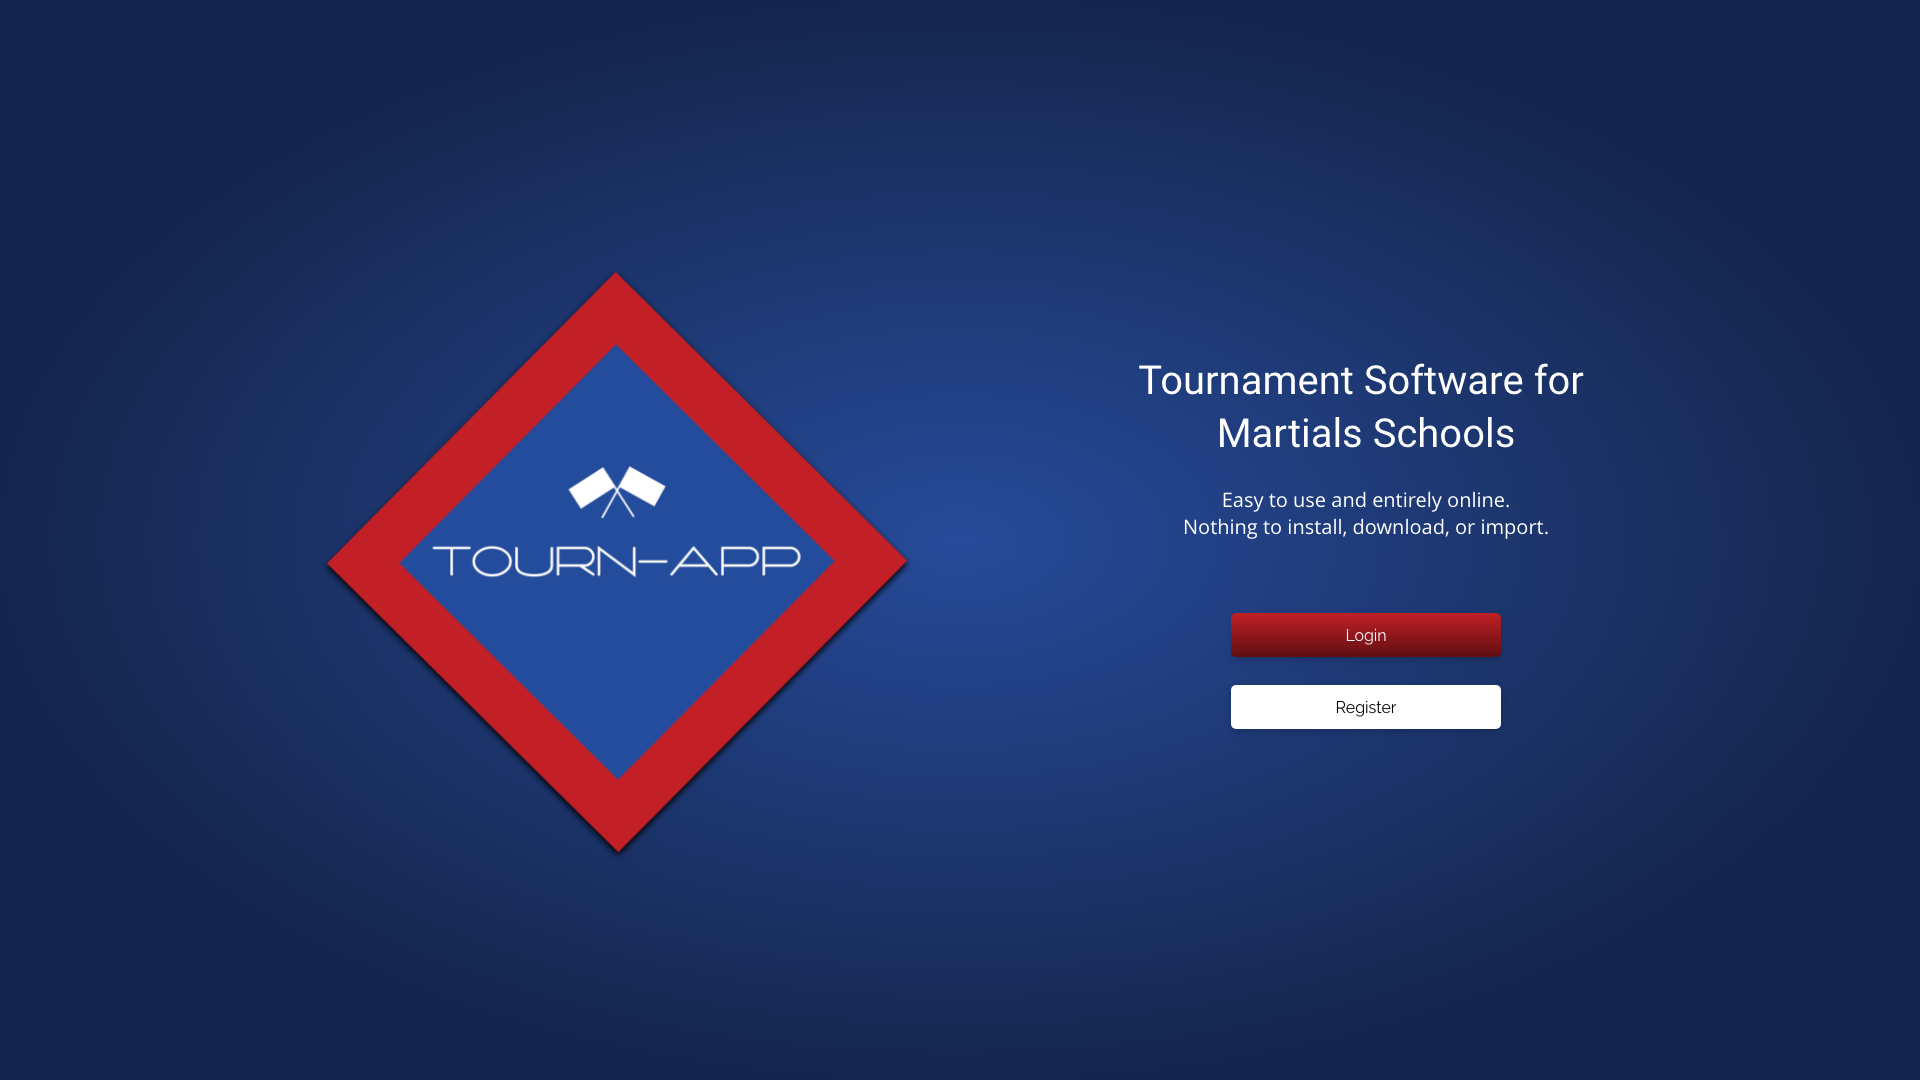 TOURN-APP
Tournament Software for
Martials Schools
Easy to use and entirely online.
Nothing to install, download, or import.
Login
Register